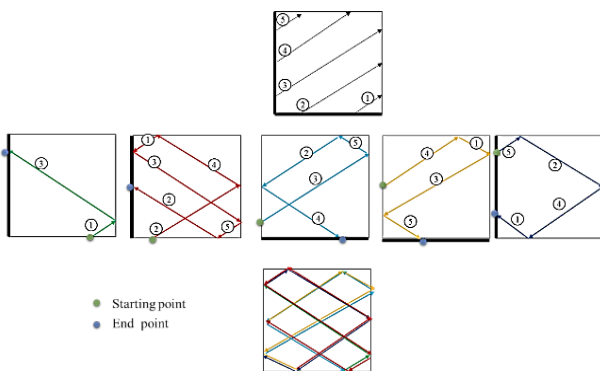 ⑤
④
③
② ①
① ⑤ ② ④ ① ⑤
③ ③ ④ ② ③ ③ ②
① ② ⑤ ④ ⑤ ① ④
Starting point
End point